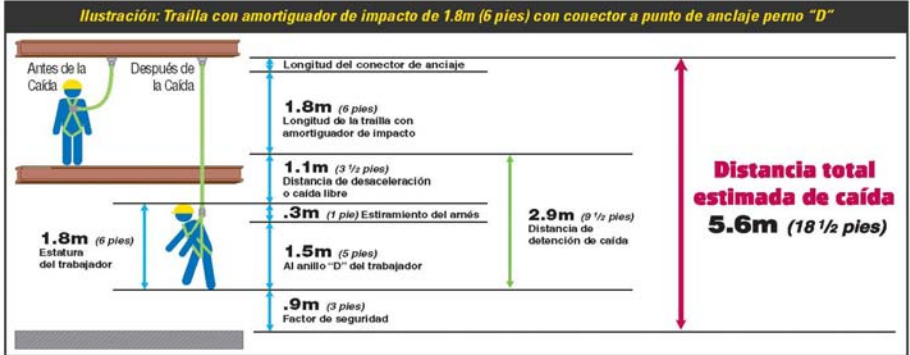 Ilustración: Traílla con amortiguador de impacto de 1.8m (6 pies) con conector a punto de anclaje perno "D"
Antes de la
Caída
Después de
la Caída
Longitud del conector de anclaje
1.8m (6 pies)
Longitud de la traílla con
amortiguador de impacto
1.1m (3 ½ pies)
Distancia de desaceleración
o caída libre
.3m (1 pie) Estiramiento del arnés
1.5m (5 pies)
Al anillo "D" del trabajador
.9m (3 pies)
Factor de seguridad
1.8m (6 pies)
Estatura
del trabajador
2.9m (9 ½ pies)
Distancia de
detención de caída
Distancia total
estimada de caída
5.6m (18 ½ pies)